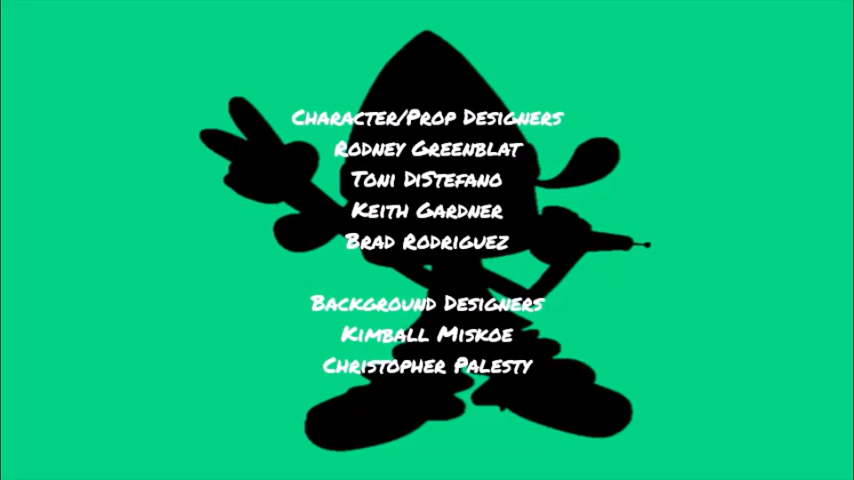 Character/Prop Designers
Rodney Greenblat
Toni DiStefano
Keith Gardner
Brad Rodriguez
Background Designers
Kimball Miskoe
Christopher Palesty